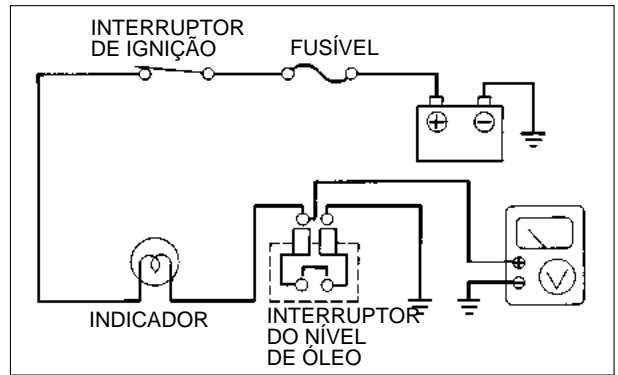 INTERRUPTOR
DE IGNIÇÃO
FUSÍVEL
+ −
+
−
V
INDICADOR
INTERRUPTOR
DO NÍVEL
DE ÓLEO